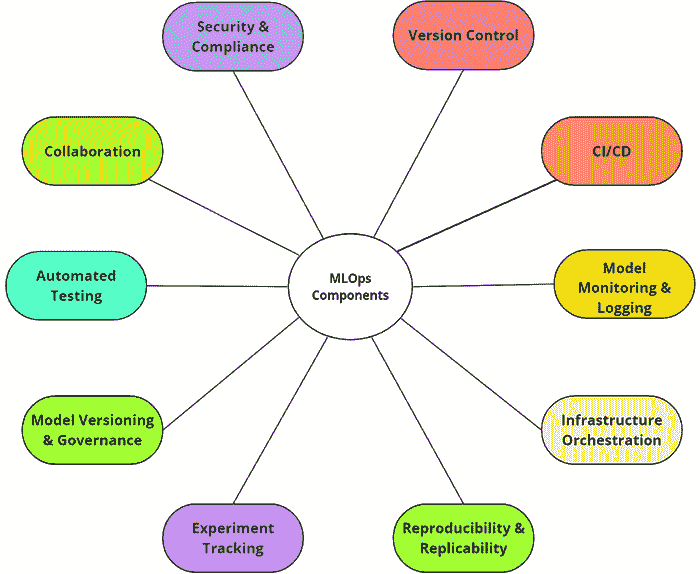 Security &
Compliance
Version Control
Collaboration
CI/CD
MLOps
Components
Automated
Testing
Model
Monitoring &
Logging
Model Versioning
& Governance
Infrastructure
Orchestration
Experiment
Tracking
Reproducibility &
Replicability